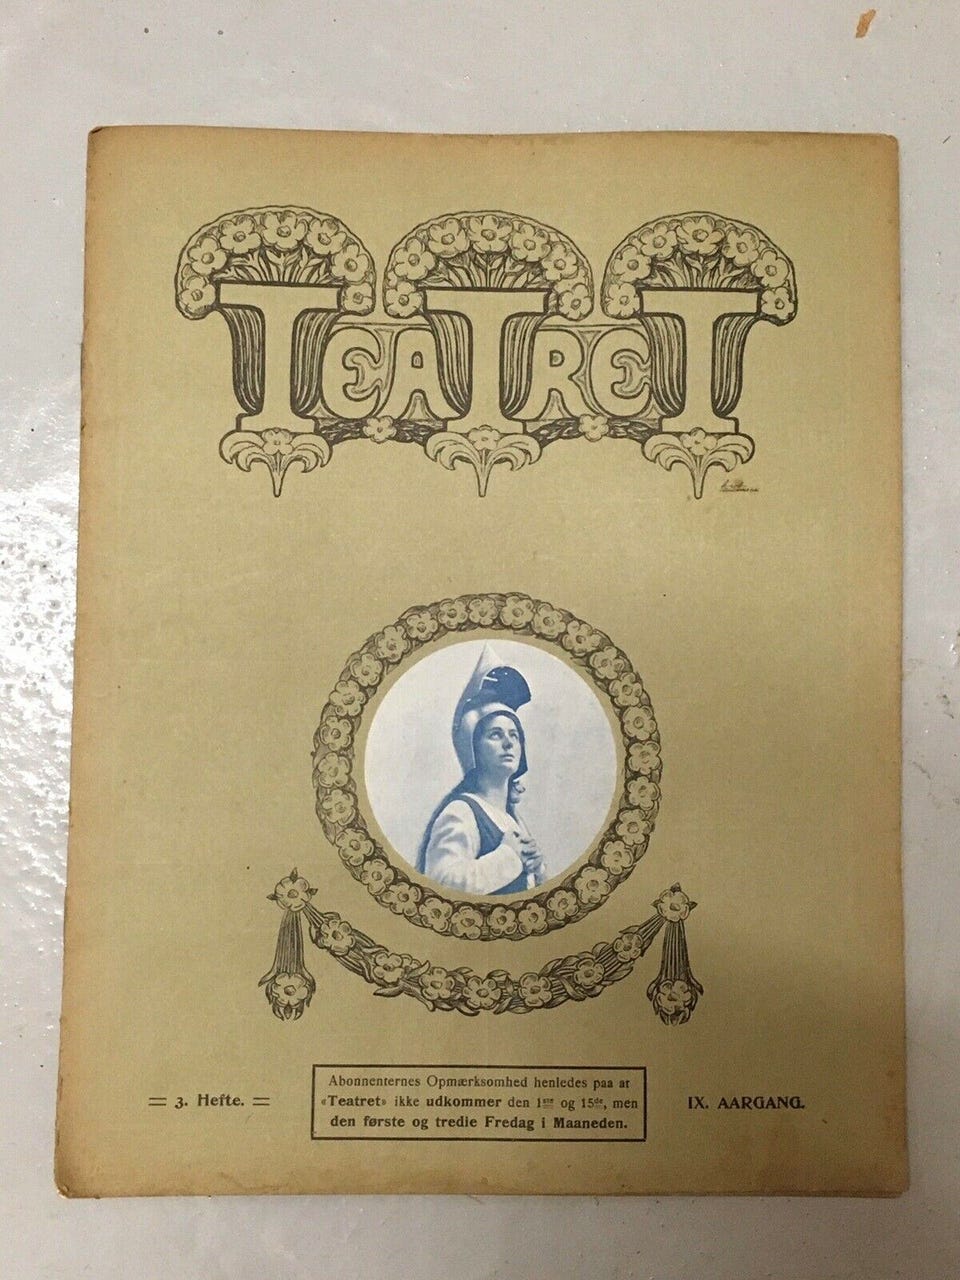 TEATRET
Abonnenternes Opmærksomhed henledes paa at
«Teatret» ikke udkommer den 1ste og 15de, men
den første og tredie Fredag i Maaneden.
= 3. Hefte. =
IX. AARGANG.